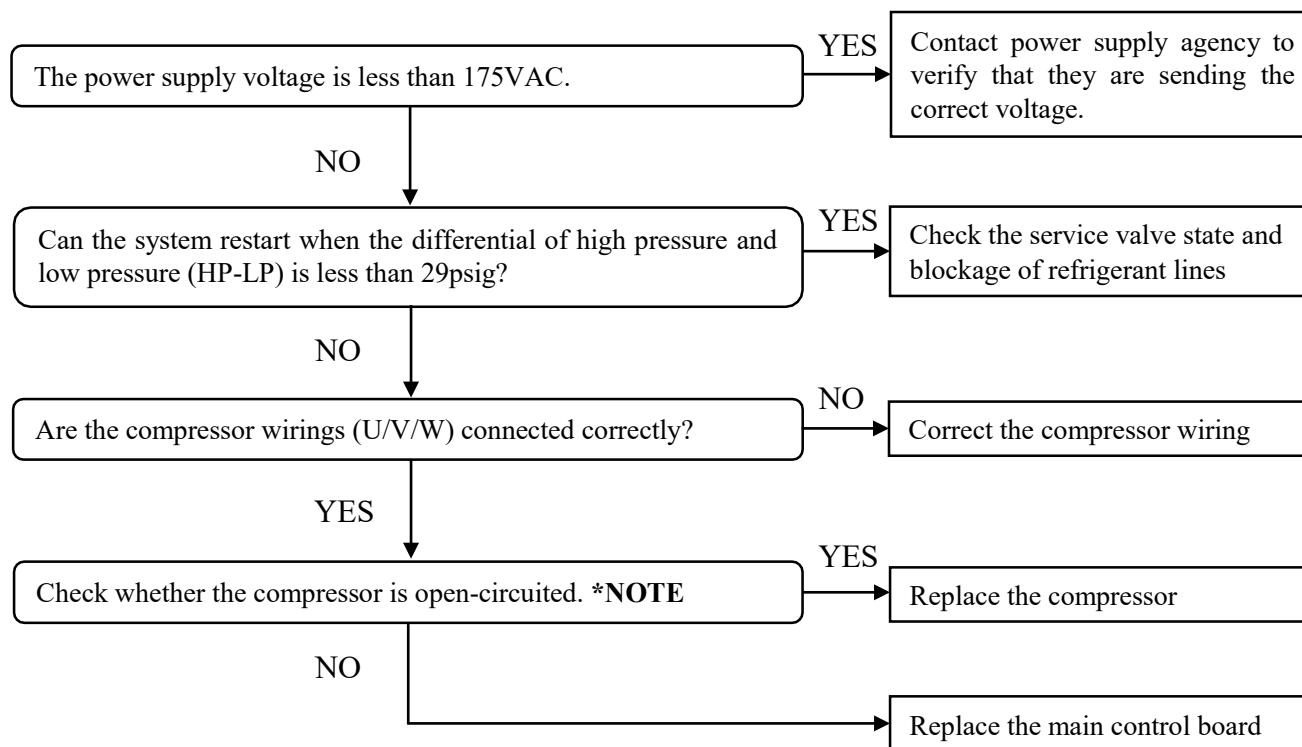 The power supply voltage is less than 175VAC.
YES
Contact power supply agency to
verify that they are sending the
correct voltage.
NO
Can the system restart when the differential of high pressure and
low pressure (HP-LP) is less than 29psig?
YES
Check the service valve state and
blockage of refrigerant lines
NO
Are the compressor wirings (U/V/W) connected correctly?
NO
Correct the compressor wiring
YES
Check whether the compressor is open-circuited. *NOTE
YES
Replace the compressor
NO
Replace the main control board